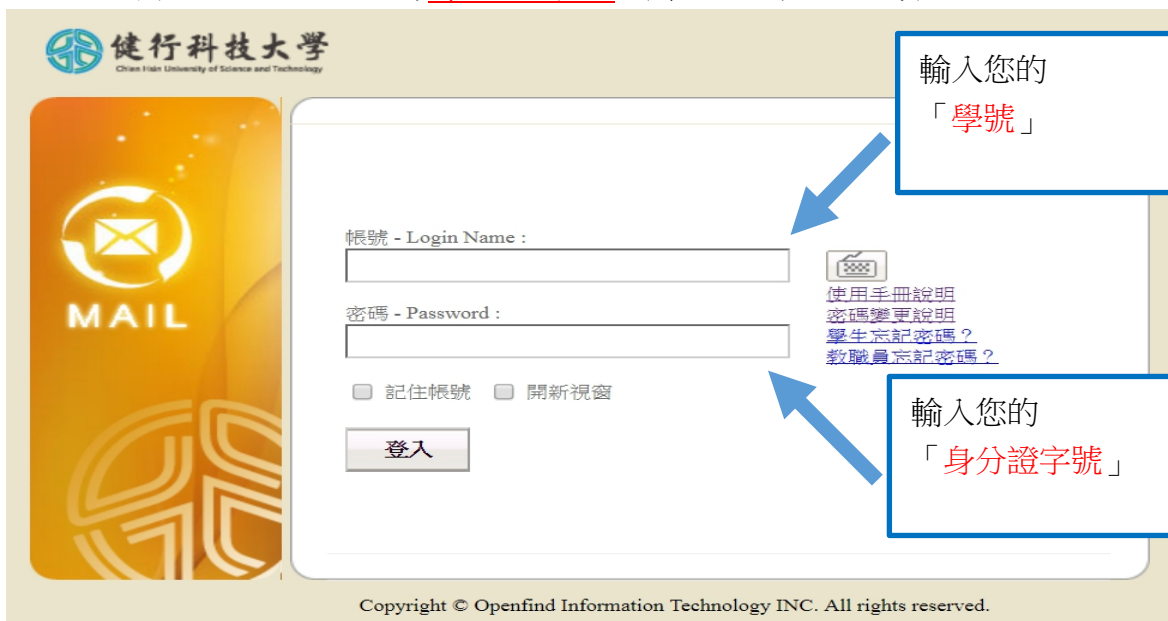 健行科技大學
Chien Hsin University of Science and Technology
輸入您的
「學號」
MAIL
帳號 - Login Name :
密碼 - Password :
使用手冊說明
密碼變更說明
學生忘記密碼？
教職員忘記密碼？
記住帳號 開新視窗
登入
輸入您的
「身分證字號」
Copyright © Openfind Information Technology INC. All rights reserved.